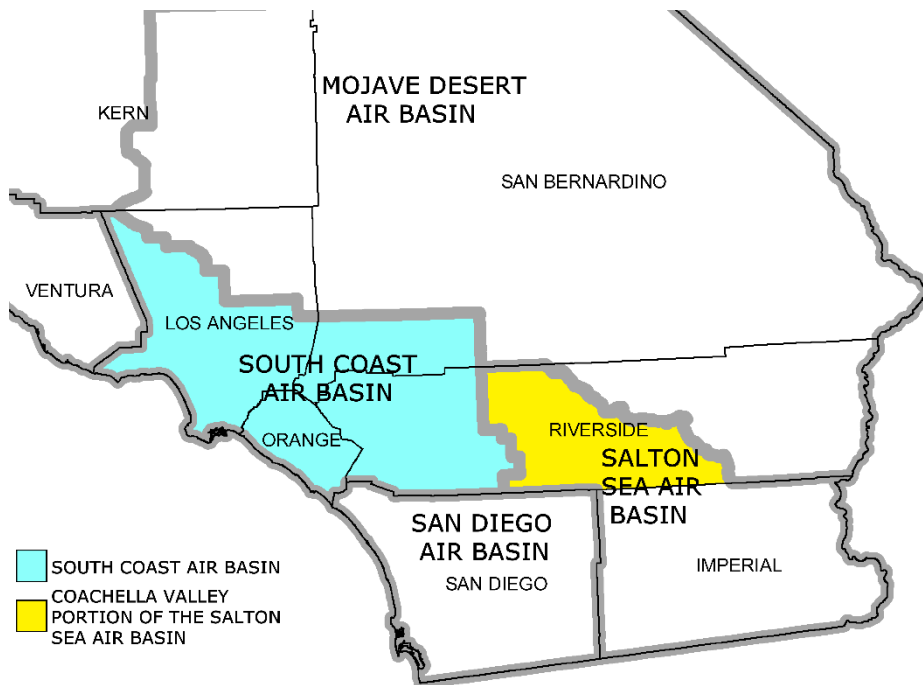 MOJAVE DESERT
AIR BASIN
KERN
SAN BERNARDINO
VENTURA
LOS ANGELES
SOUTH COAST
AIR BASIN
ORANGE
RIVERSIDE
SALTON
SEA AIR
BASIN
SAN DIEGO
AIR BASIN
SAN DIEGO
IMPERIAL
SOUTH COAST AIR BASIN
COACHELLA VALLEY
PORTION OF THE SALTON
SEA AIR BASIN